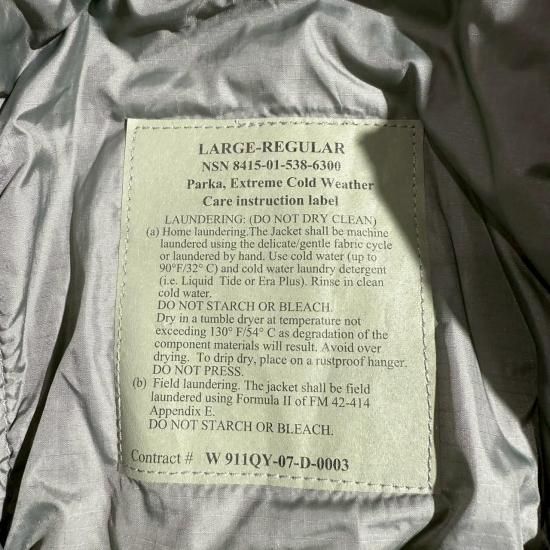 LARGE-REGULAR
NSN 8415-01-538-6300
Parka, Extreme Cold Weather
Care instruction label
LAUNDERING: (DO NOT DRY CLEAN)
(a) Home laundering.The Jacket shall be machine
laundered using the delicate/gentle fabric cycle
or laundered by hand. Use cold water (up to
90°F/32° C) and cold water laundry detergent
(i.e. Liquid Tide or Era Plus). Rinse in clean
cold water.
DO NOT STARCH OR BLEACH.
Dry in a tumble dryer at temperature not
exceeding 130° F/54° C as degradation of the
component materials will result. Avoid over
drying. To drip dry, place on a rustproof hanger.
DO NOT PRESS.
(b) Field laundering. The jacket shall be field
laundered using Formula II of FM 42-414
Appendix E.
DO NOT STARCH OR BLEACH.
Contract # W 911QY-07-D-0003